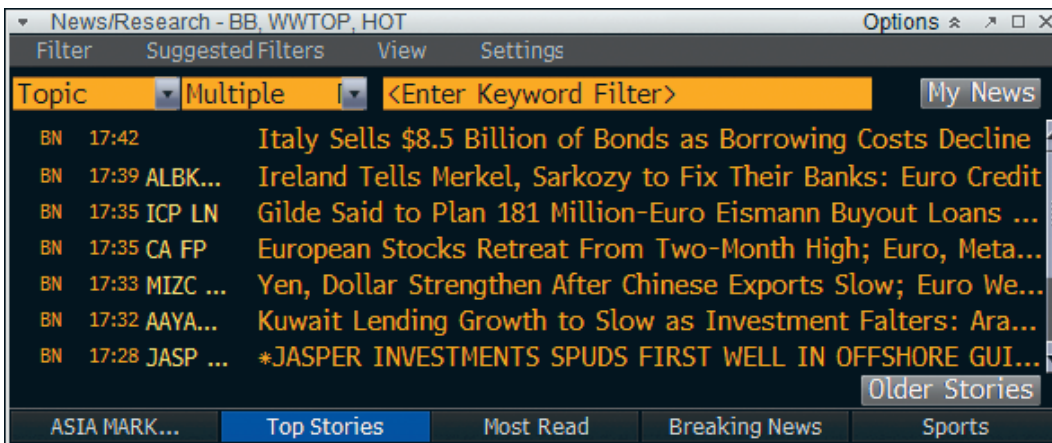 News/Research - BB, WWTOP, HOT Options
Filter Suggested Filters View Settings
Topic Multiple <Enter Keyword Filter> My News
BN 17:42 Italy Sells $8.5 Billion of Bonds as Borrowing Costs Decline
BN 17:39 ALBK... Ireland Tells Merkel, Sarkozy to Fix Their Banks: Euro Credit
BN 17:35 ICP LN Gilde Said to Plan 181 Million-Euro Eismann Buyout Loans ...
BN 17:35 CA FP European Stocks Retreat From Two-Month High; Euro, Meta...
BN 17:33 MIZC ... Yen, Dollar Strengthen After Chinese Exports Slow; Euro We...
BN 17:32 AAYA... Kuwait Lending Growth to Slow as Investment Falters: Ara...
BN 17:28 JASP ... *JASPER INVESTMENTS SPUDS FIRST WELL IN OFFSHORE GUI...
Older Stories
ASIA MARK... Top Stories Most Read Breaking News Sports